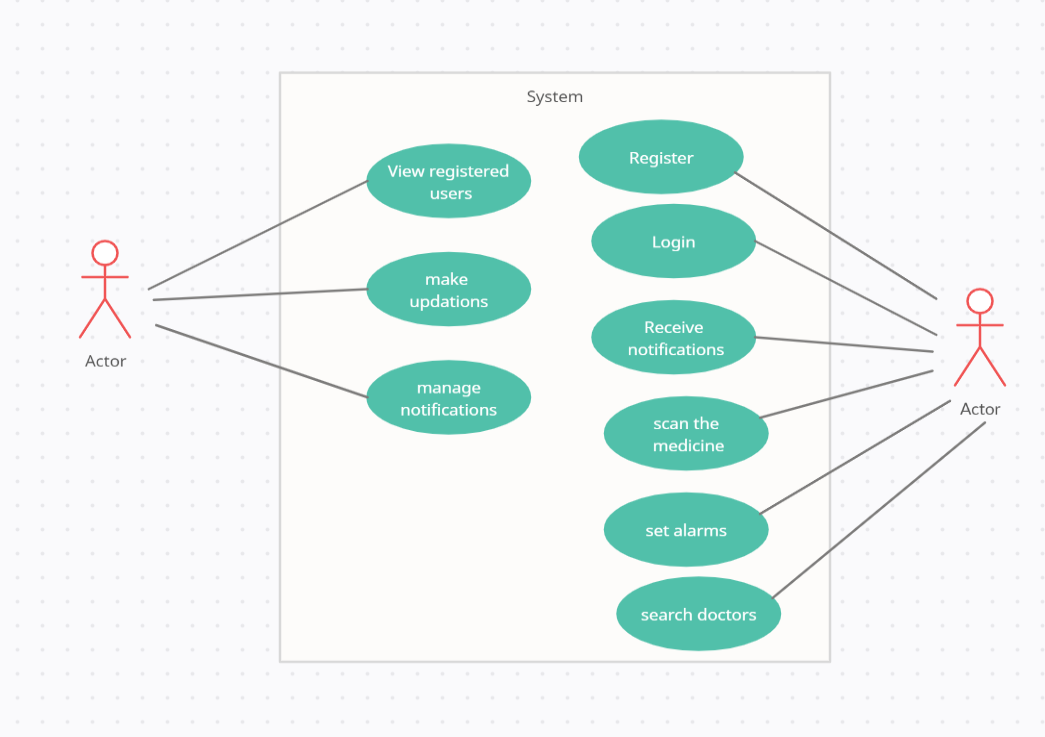 System
View registered
users
make
updations
manage
notifications
Actor
Register
Login
Receive
notifications
scan the
medicine
set alarms
search doctors
Actor